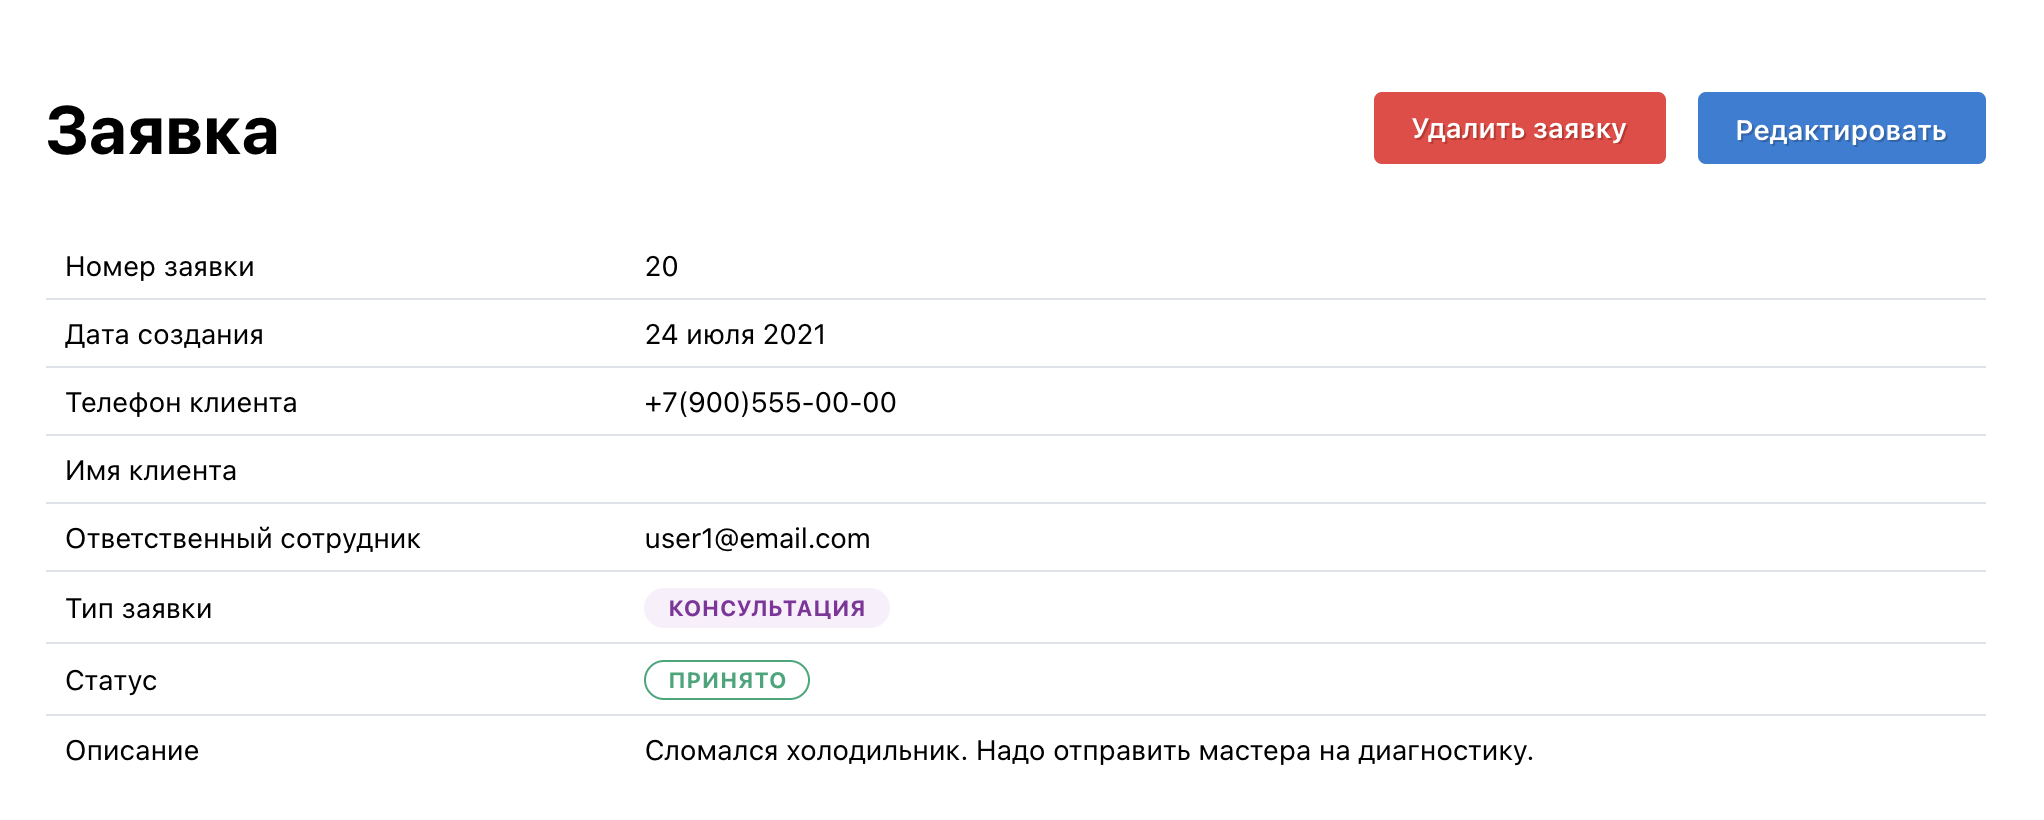 Заявка
Удалить заявку
Редактировать
Номер заявки 20
Дата создания 24 июля 2021
Телефон клиента +7(900)555-00-00
Имя клиента
Ответственный сотрудник user1@email.com
Тип заявки КОНСУЛЬТАЦИЯ
Статус ПРИНЯТО
Описание Сломался холодильник. Надо отправить мастера на диагностику.